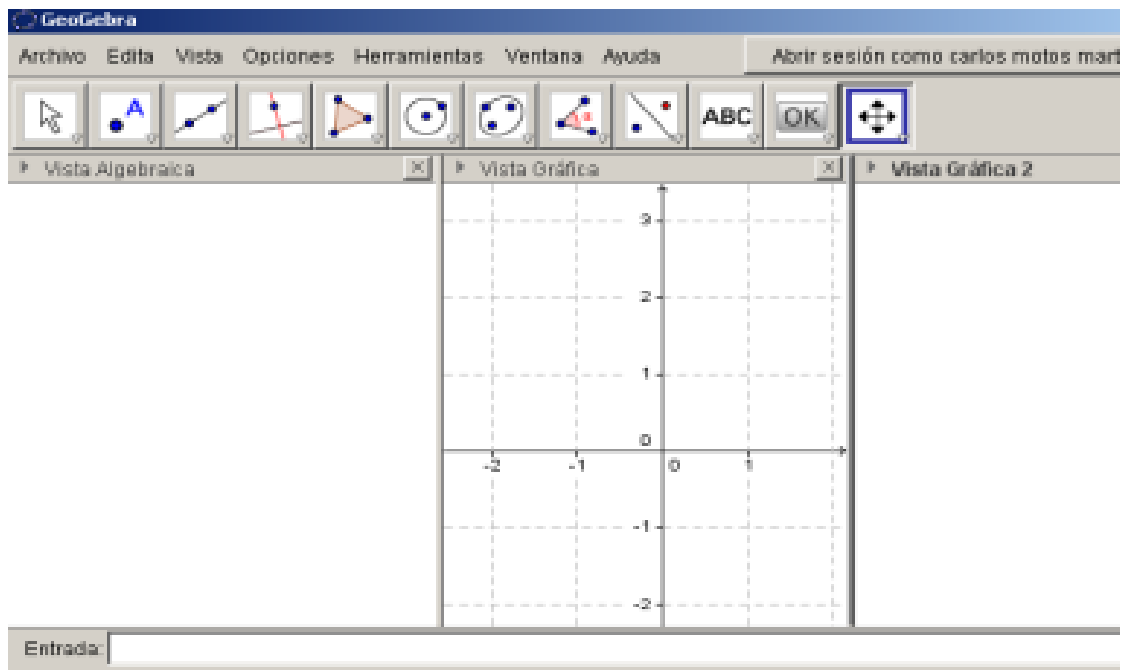 GeoGebra
Archivo Edita Vista Opciones Herramientas Ventana Ayuda Abrir sesión como carlos motos mart
A α ABC OK
Vista Algebraica Vista Gráfica Vista Gráfica 2
3
2
1
0
-2 -1 0 1
-1
-2
Entrada: